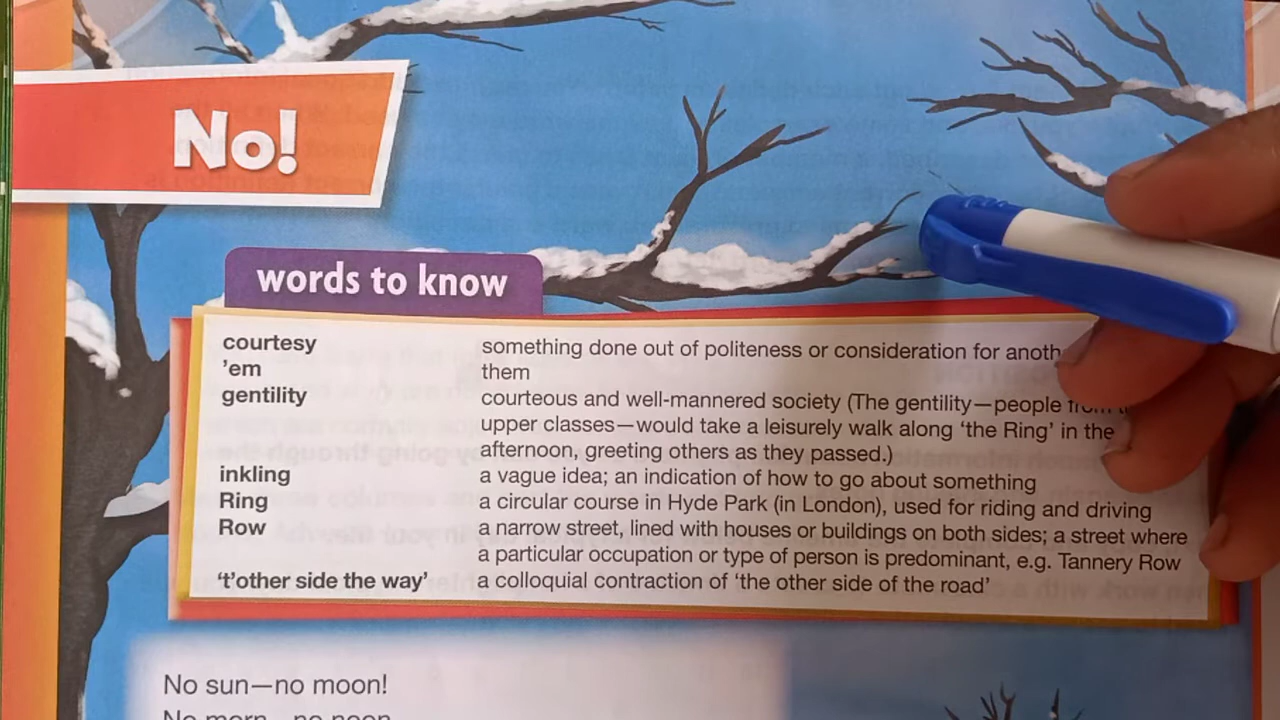 No!
words to know
courtesy something done out of politeness or consideration for
'em them
gentility courteous and well-mannered society (The gentility—people from
upper classes—would take a leisurely walk along 'the Ring' in the
afternoon, greeting others as they passed.)
inkling a vague idea; an indication of how to go about something
Ring a circular course in Hyde Park (in London), used for riding and driving
Row a narrow street, lined with houses or buildings on both sides; a street where
a particular occupation or type of person is predominant, e.g. Tannery Row
't'other side the way' a colloquial contraction of 'the other side of the road'
No sun—no moon!
No morn—no noon